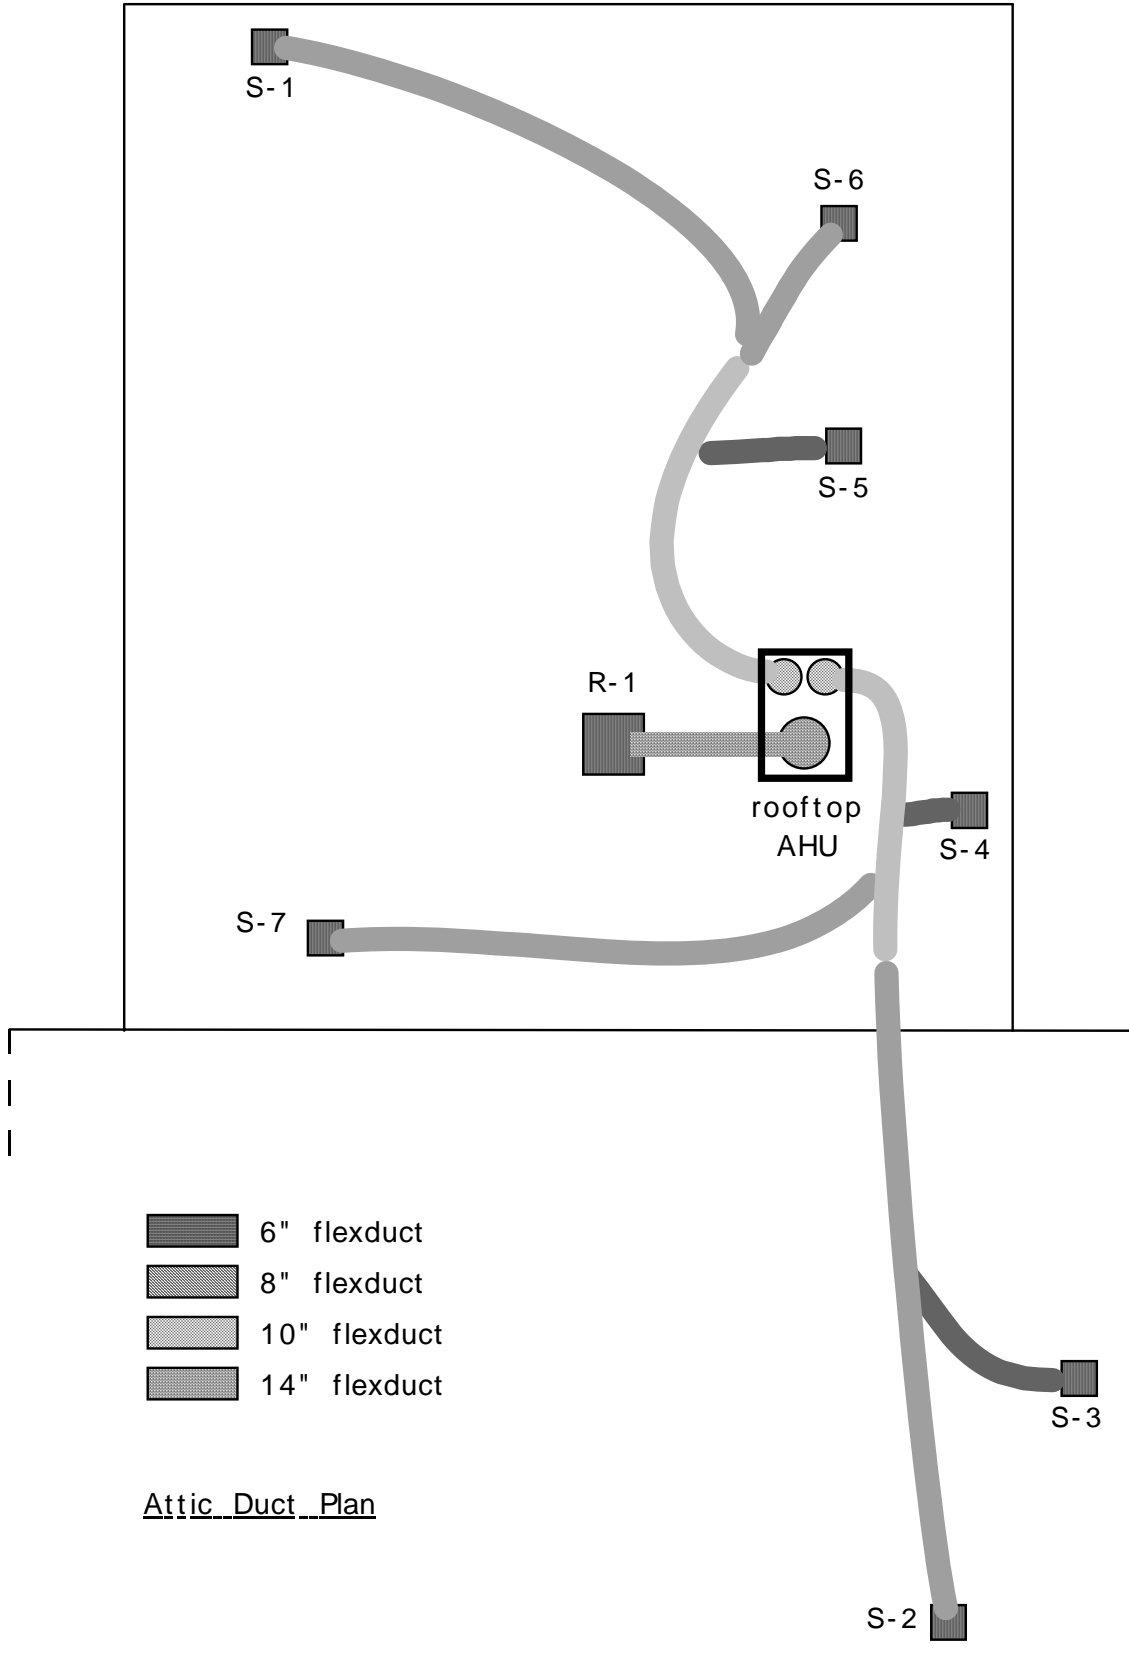 S-1
S-6
S-5
R-1
rooftop
AHU
S-4
S-7
6" flexduct
8" flexduct
10" flexduct
14" flexduct
S-3
Attic Duct Plan
S-2